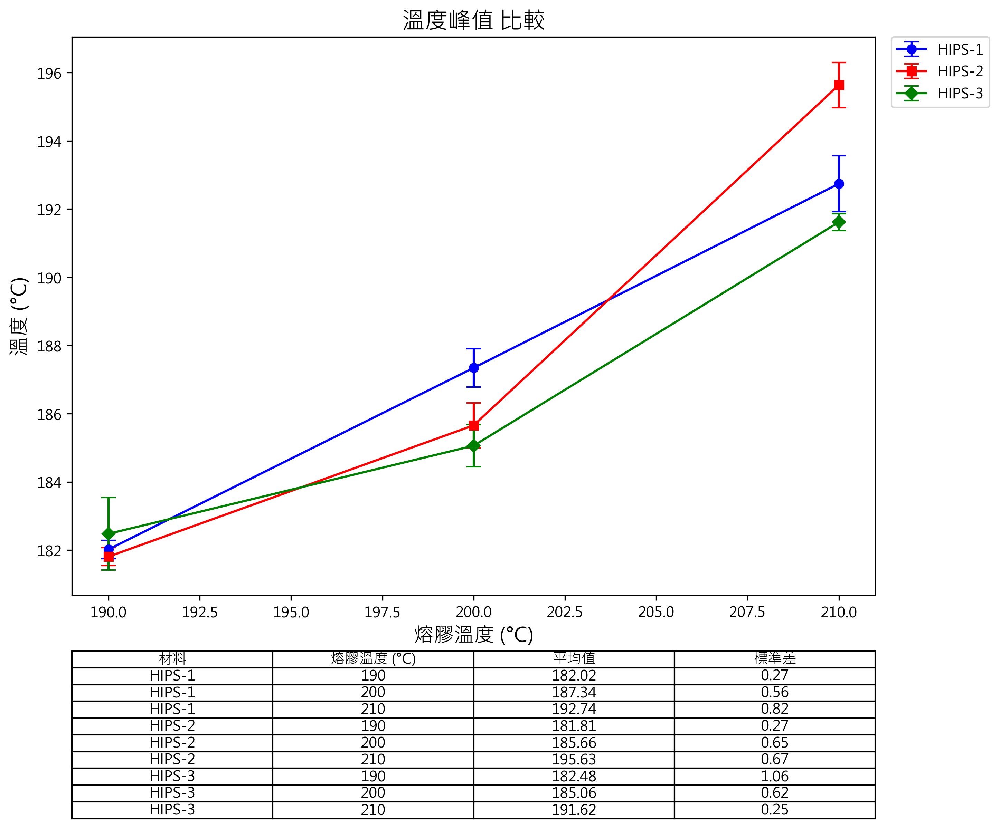 溫度峰值 比較
HIPS-1
HIPS-2
HIPS-3
溫度 (°C)
196
194
192
190
188
186
184
182
190.0 192.5 195.0 197.5 200.0 202.5 205.0 207.5 210.0
熔膠溫度 (°C)
材料 熔膠溫度 (°C) 平均值 標準差
HIPS-1 190 182.02 0.27
HIPS-1 200 187.34 0.56
HIPS-1 210 192.74 0.82
HIPS-2 190 181.81 0.27
HIPS-2 200 185.66 0.65
HIPS-2 210 195.63 0.67
HIPS-3 190 182.48 1.06
HIPS-3 200 185.06 0.62
HIPS-3 210 191.62 0.25